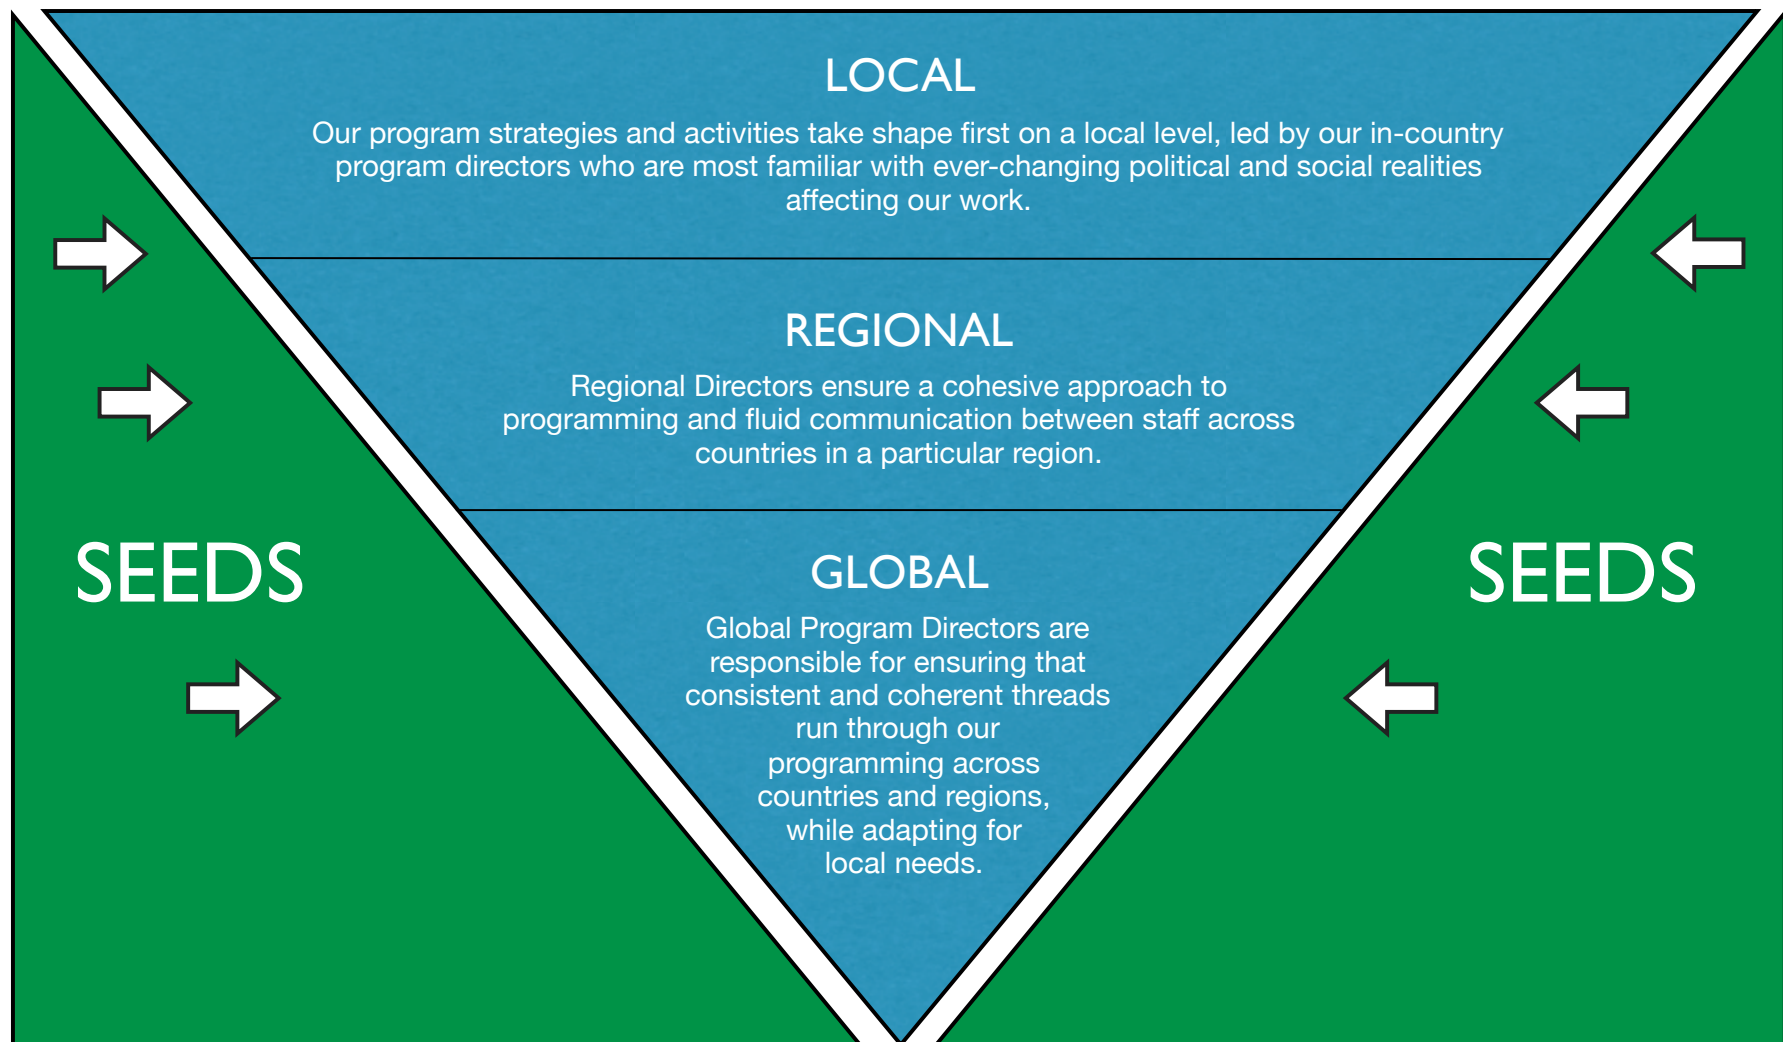 LOCAL
Our program strategies and activities take shape first on a local level, led by our in-country
program directors who are most familiar with ever-changing political and social realities
affecting our work.
REGIONAL
Regional Directors ensure a cohesive approach to
programming and fluid communication between staff across
countries in a particular region.
SEEDS
SEEDS
GLOBAL
Global Program Directors are
responsible for ensuring that
consistent and coherent threads
run through our
programming across
countries and regions,
while adapting for
local needs.